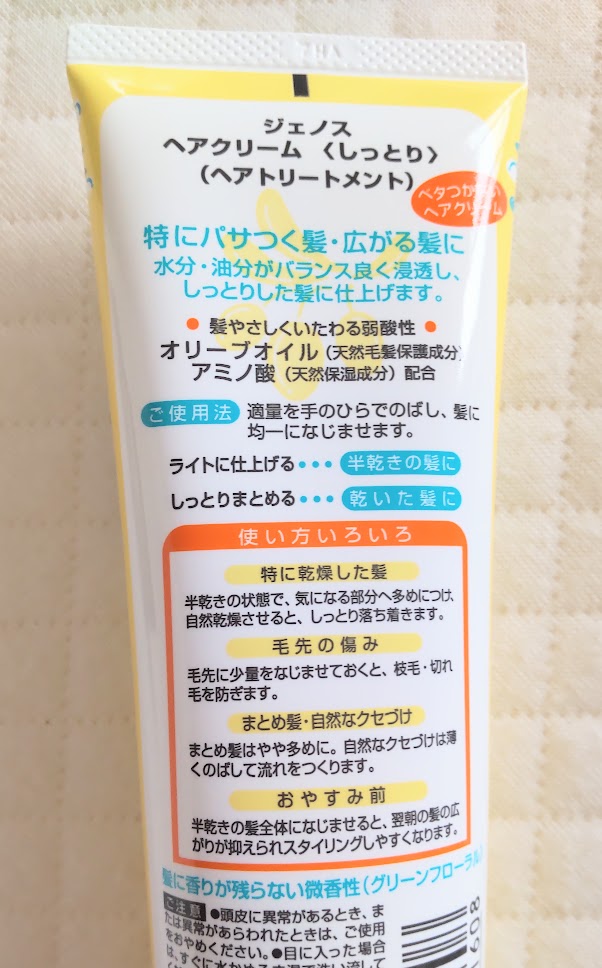 ジェノス
ヘアクリーム〈しっとり〉
(ヘアトリートメント)
ヘアクリーム
特にパサつく髪・広がる髪に
水分・油分がバランス良く浸透し、
しっとりした髪に仕上げます。
● 髪やさしくいたわる弱酸性 ●
オリーブオイル(天然毛髪保護成分)
アミノ酸(天然保湿成分)配合
ご使用法 適量を手のひらでのばし、髪に
均一になじませます。
ライトに仕上げる・・・半乾きの髪に
しっとりまとめる・・・乾いた髪に
使い方いろいろ
特に乾燥した髪
半乾きの状態で、気になる部分へ多めにつけ、
自然乾燥させると、しっとり落ち着きます。
毛先の傷み
毛先に少量をなじませておくと、枝毛・切れ
毛を防ぎます。
まとめ髪・自然なクセづけ
まとめ髪はやや多めに。自然なクセづけは薄
くのばして流れをつくります。
おやすみ前
半乾きの髪全体になじませると、翌朝の髪の広
がりが抑えられスタイリングしやすくなります。
髪に香りが残らない微香性(グリーンフローラル)
ご注意 ●頭皮に異常があるとき、ま
たは異常があらわれたときは、ご使用
をおやめください。●目に入った場合
は、すぐに水かぬるま湯で洗い流して